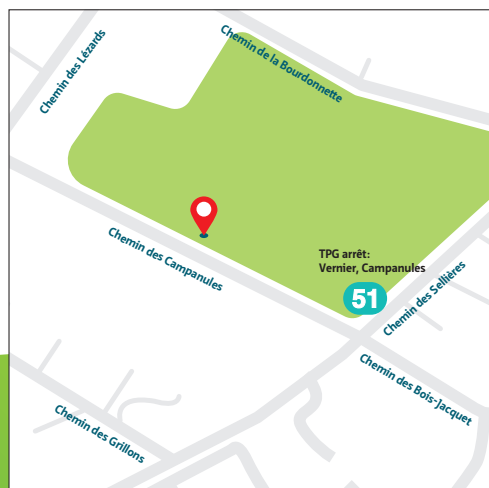 Chemin des Lézards
Chemin de la Bourdonnette
Chemin des Campanules
TPG arrêt:
Vernier, Campanules
51
Chemin des Sellières
Chemin des Bois-Jacquet
Chemin des Grillons